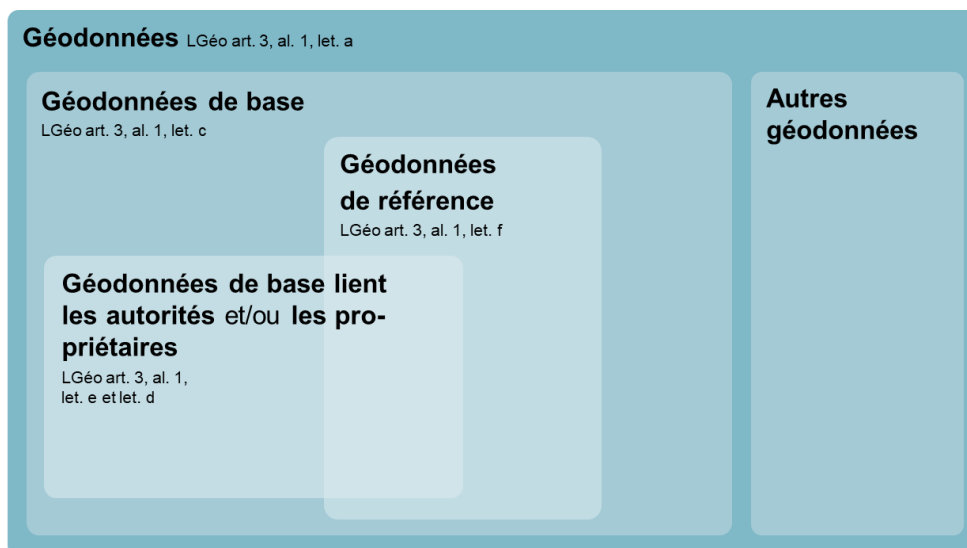 Géodonnées LGéo art. 3, al. 1, let. a
Géodonnées de base
LGéo art. 3, al. 1, let. c
Géodonnées
de référence
LGéo art. 3, al. 1, let. f
Géodonnées de base lient
les autorités et/ou les pro-
priétaires
LGéo art. 3, al. 1,
let. e et let. d
Autres
géodonnées